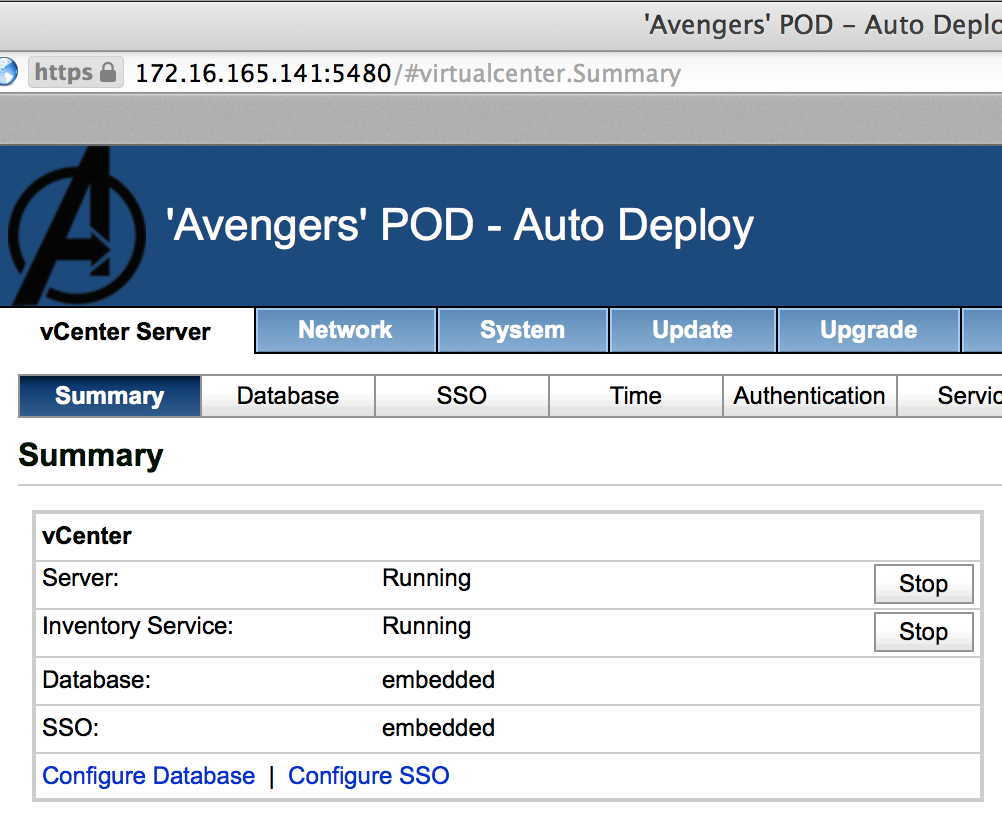 'Avengers' POD – Auto Deplo
https 172.16.165.141:5480/#virtualcenter.Summary
'Avengers' POD - Auto Deploy
vCenter Server Network System Update Upgrade
Summary Database SSO Time Authentication Servic
Summary
vCenter
Server: Running Stop
Inventory Service: Running Stop
Database: embedded
SSO: embedded
Configure Database | Configure SSO